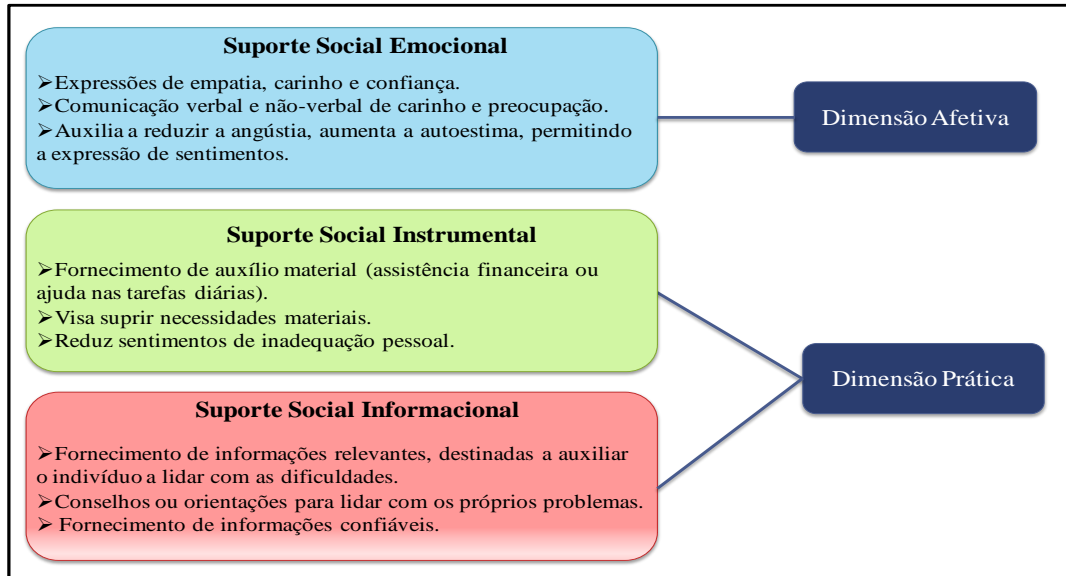 Suporte Social Emocional
➢Expressões de empatia, carinho e confiança.
➢Comunicação verbal e não-verbal de carinho e preocupação.
➢Auxilia a reduzir a angústia, aumenta a autoestima, permitindo
a expressão de sentimentos.
Dimensão Afetiva
Suporte Social Instrumental
➢Fornecimento de auxílio material (assistência financeira ou
ajuda nas tarefas diárias).
➢Visa suprir necessidades materiais.
➢Reduz sentimentos de inadequação pessoal.
Dimensão Prática
Suporte Social Informacional
➢Fornecimento de informações relevantes, destinadas a auxiliar
o indivíduo a lidar com as dificuldades.
➢Conselhos ou orientações para lidar com os próprios problemas.
➢ Fornecimento de informações confiáveis.